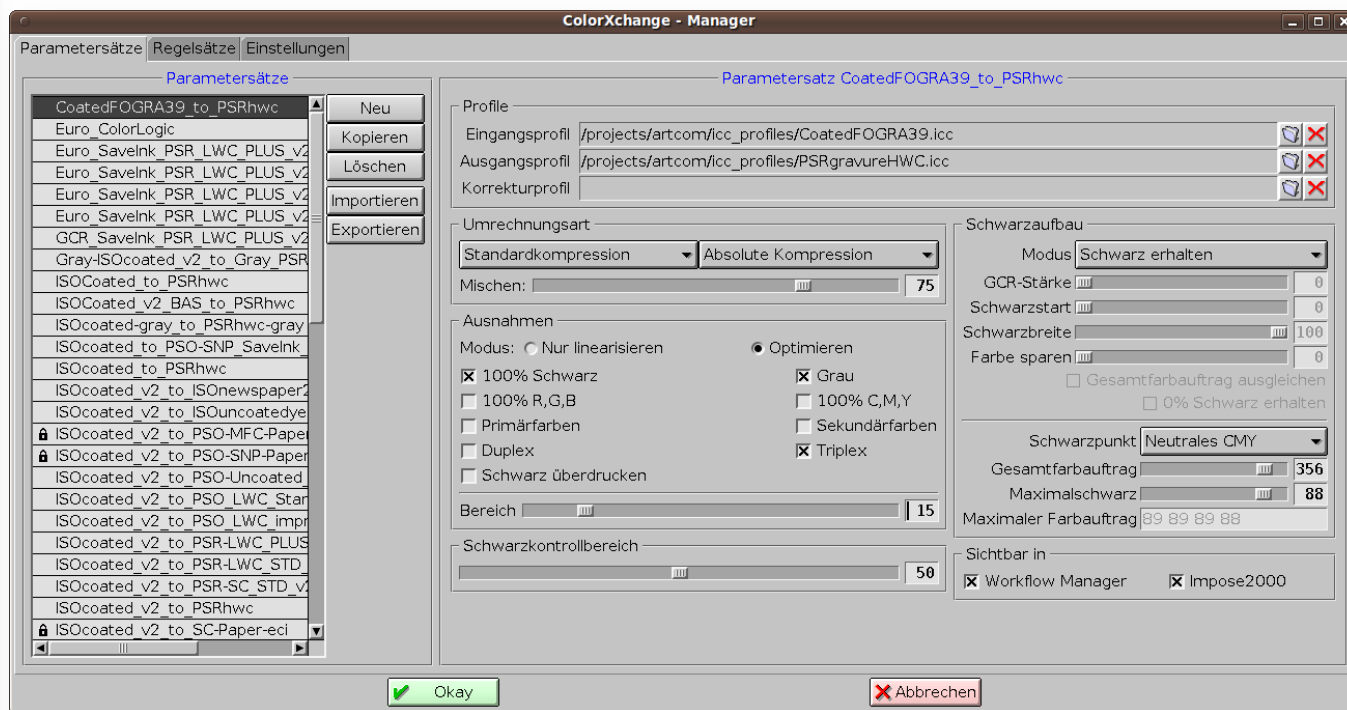 ColorXchange - Manager
Parametersätze Regelsätze Einstellungen
Parametersätze
CoatedFOGRA39_to_PSRhwc
Euro_ColorLogic
Euro_SaveInk_PSR_LWC_PLUS_v2
Euro_SaveInk_PSR_LWC_PLUS_v2
Euro_SaveInk_PSR_LWC_PLUS_v2
Euro_SaveInk_PSR_LWC_PLUS_v2
GCR_SaveInk_PSR_LWC_PLUS_v2
Gray-ISOcoated_v2_to_Gray_PSR
ISOCoated_to_PSRhwc
ISOCoated_v2_BAS_to_PSRhwc
ISOcoated-gray_to_PSRhwc-gray
ISOcoated_to_PSO-SNP_SaveInk_
ISOcoated_to_PSRhwc
ISOcoated_v2_to_ISOnewspaper2
ISOcoated_v2_to_ISOuncoatedye
ISOcoated_v2_to_PSO-MFC-Paper
ISOcoated_v2_to_PSO-SNP-Paper
ISOcoated_v2_to_PSO-Uncoated_
ISOcoated_v2_to_PSO_LWC_Stan
ISOcoated_v2_to_PSO_LWC_impr
ISOcoated_v2_to_PSR-LWC_PLUS
ISOcoated_v2_to_PSR-LWC_STD_
ISOcoated_v2_to_PSR-SC_STD_v2
ISOcoated_v2_to_PSRhwc
ISOcoated_v2_to_SC-Paper-eci
Neu
Kopieren
Löschen
Importieren
Exportieren
Parametersatz CoatedFOGRA39_to_PSRhwc
Profile
Eingangsprofil /projects/artcom/icc_profiles/CoatedFOGRA39.icc
Ausgangsprofil /projects/artcom/icc_profiles/PSRgravureHWC.icc
Korrekturprofil
Umrechnungsart
Standardkompression Absolute Kompression
Mischen: 75
Ausnahmen
Modus: Nur linearisieren Optimieren
100% Schwarz Grau
100% R,G,B 100% C,M,Y
Primärfarben Sekundärfarben
Duplex Triplex
Schwarz überdrucken
Bereich 15
Schwarzkontrollbereich
50
Schwarzaufbau
Modus Schwarz erhalten
GCR-Stärke 0
Schwarzstart 0
Schwarzbreite 100
Farbe sparen 0
Gesamtfarbauftrag ausgleichen
0% Schwarz erhalten
Schwarzpunkt Neutrales CMY
Gesamtfarbauftrag 356
Maximalschwarz 88
Maximaler Farbauftrag 89 89 89 88
Sichtbar in
Workflow Manager Impose2000
Okay Abbrechen